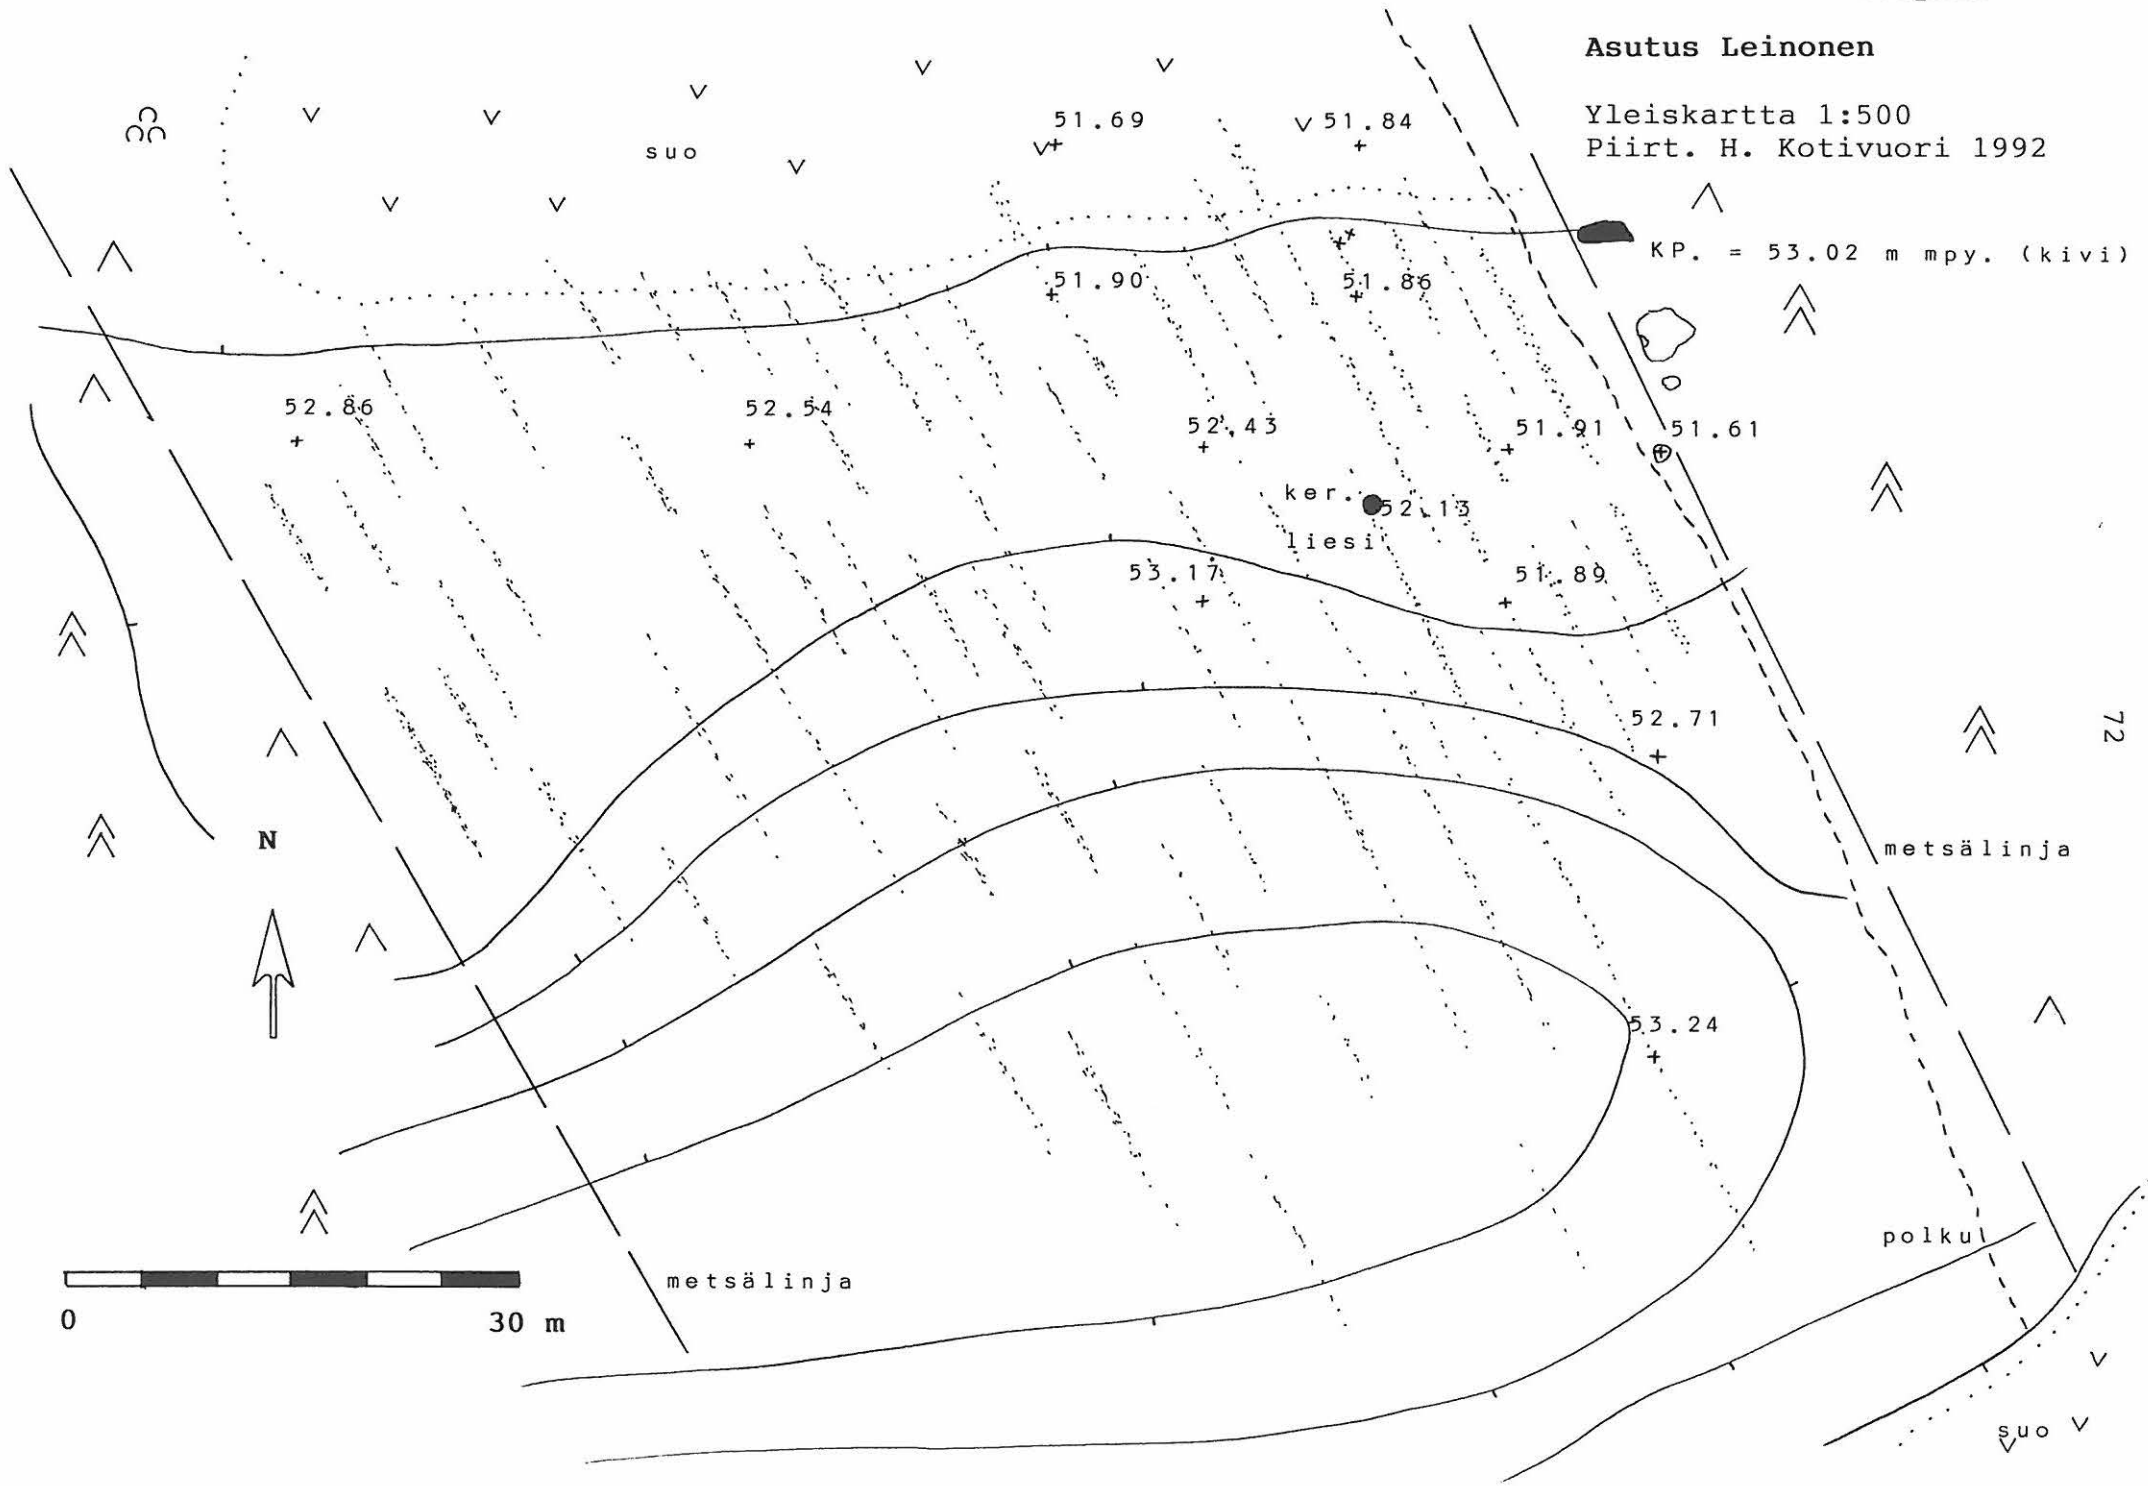 Asutus Leinonen
Yleiskartta 1:500
Piirt. H. Kotivuori 1992
51.69
51.84
suo
KP. = 53.02 m mpy. (kivi)
51.90
51.86
52.86
52.54
52.43
51.91
51.61
ker.
52.13
liesi
53.17
51.89
52.71
72
N
metsälinja
53.24
polku
metsälinja
0
30 m
suo